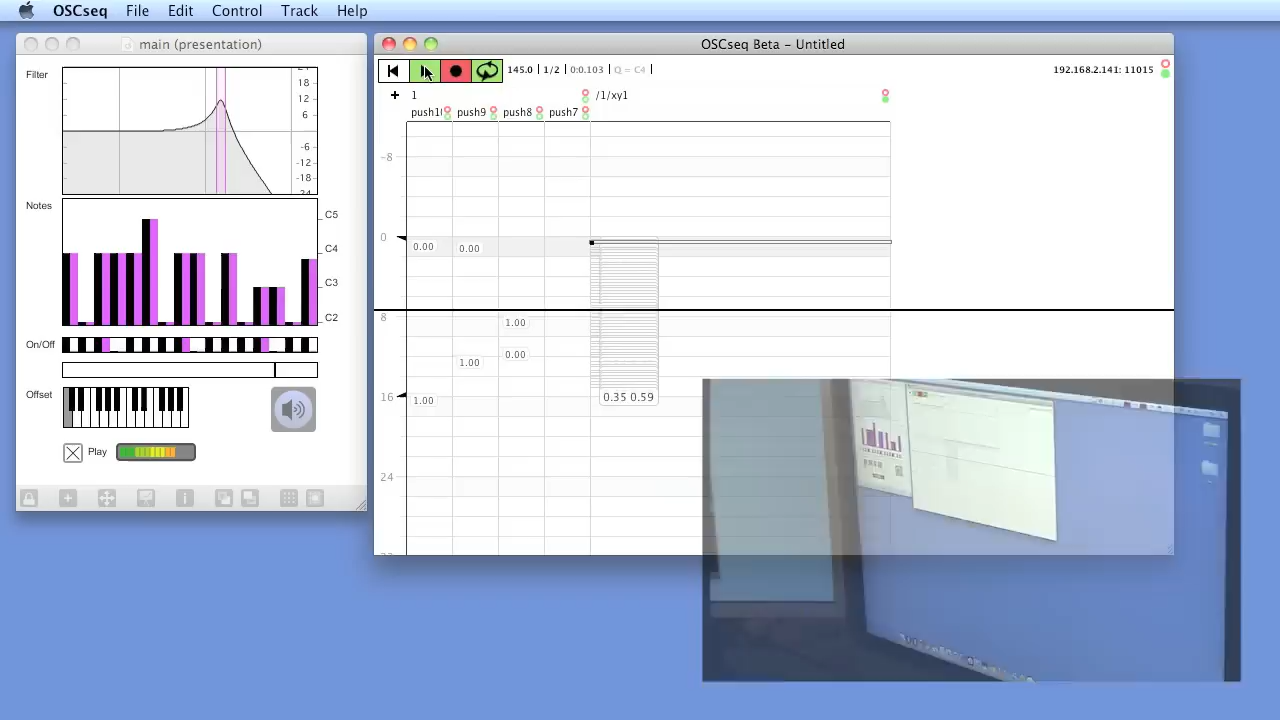 OSCseq File Edit Control Track Help
main (presentation)
Filter
18
12
6
-6
-12
-18
Notes
C5
C4
C3
C2
On/Off
Offset
Play
OSCseq Beta – Untitled
145.0 1/2 0:0.103 Q = C4
192.168.2.141: 11015
+ 1 /1/xy1
push9 push8 push7
-8
0 0.00 0.00
8 1.00
1.00 0.00
16 1.00 0.35 0.59
24